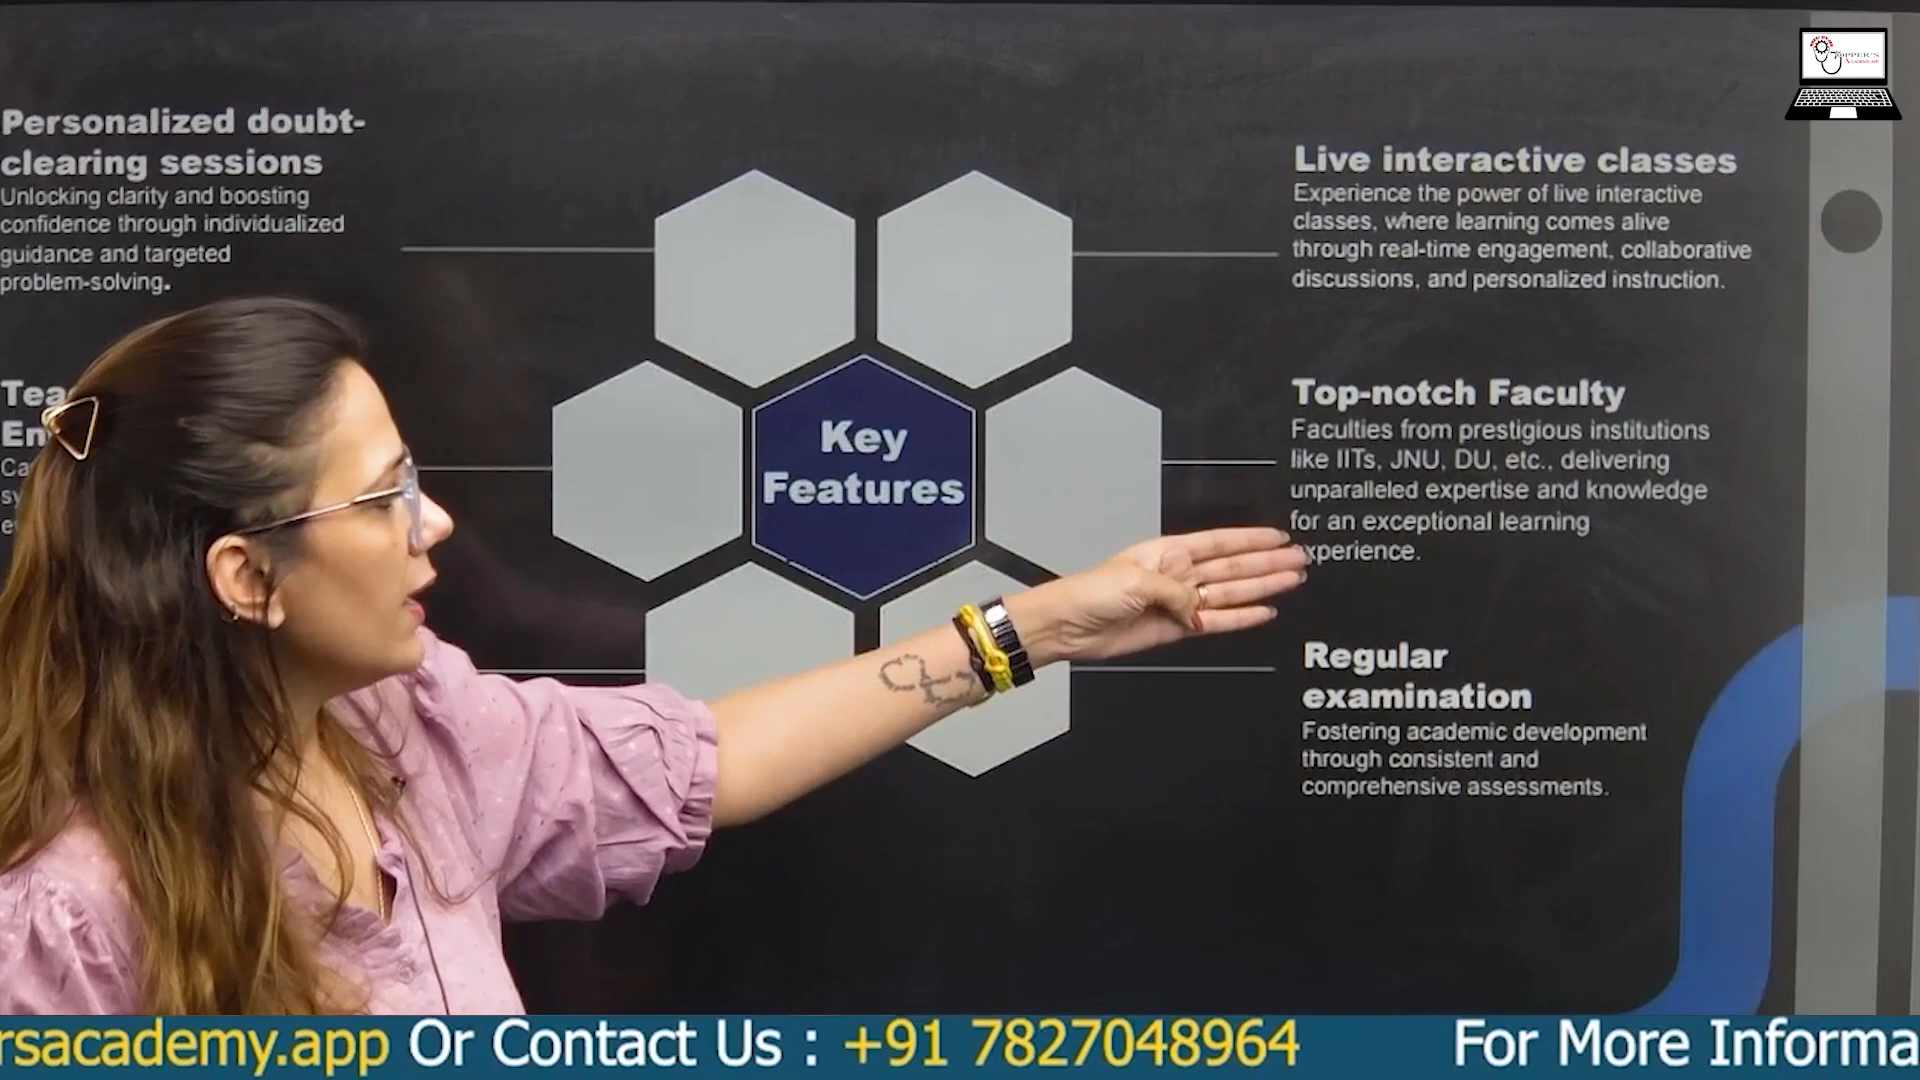 Personalized doubt-
clearing sessions
Unlocking clarity and boosting
confidence through individualized
guidance and targeted
problem-solving.
Key
Features
Live interactive classes
Experience the power of live interactive
classes, where learning comes alive
through real-time engagement, collaborative
discussions, and personalized instruction.
Top-notch Faculty
Faculties from prestigious institutions
like IITs, JNU, DU, etc., delivering
unparalleled expertise and knowledge
for an exceptional learning
xperience.
Regular
examination
Fostering academic development
through consistent and
comprehensive assessments.
rsacademy.app Or Contact Us : +91 7827048964 For More Informa